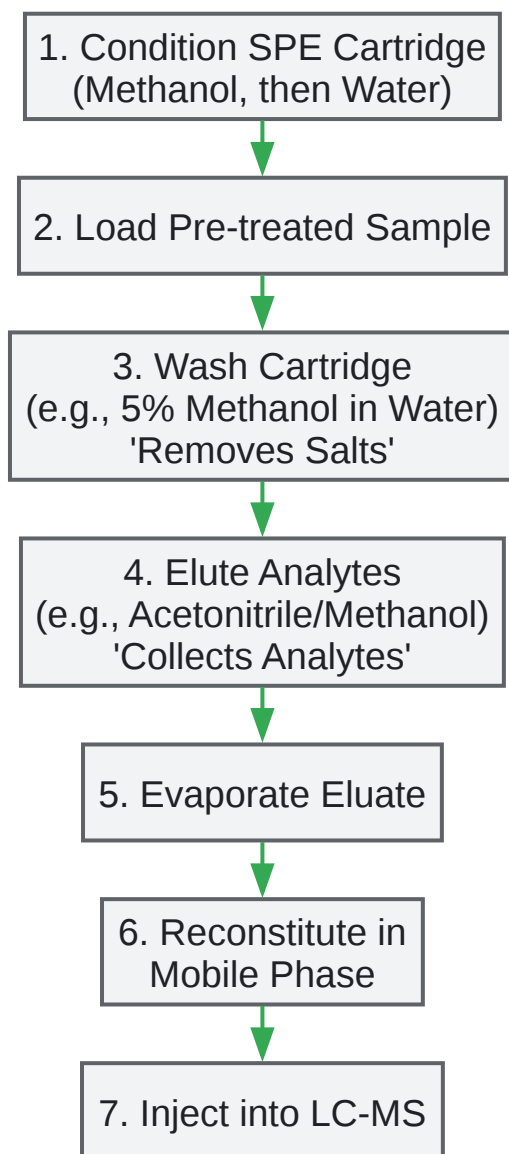 1. Condition SPE Cartridge
(Methanol, then Water)
2. Load Pre-treated Sample
3. Wash Cartridge
(e.g., 5% Methanol in Water)
'Removes Salts'
4. Elute Analytes
(e.g., Acetonitrile/Methanol)
'Collects Analytes'
5. Evaporate Eluate
6. Reconstitute in
Mobile Phase
7. Inject into LC-MS